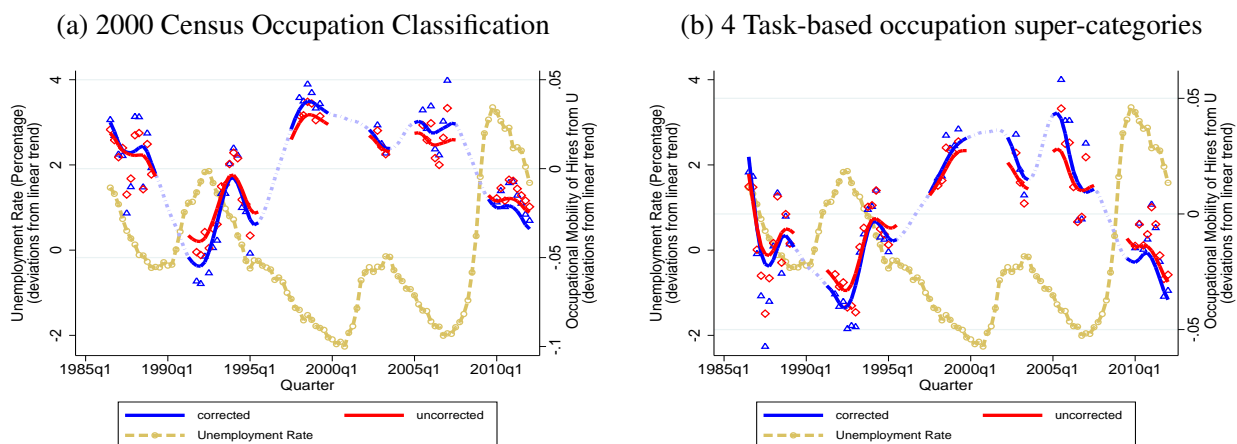 (a) 2000 Census Occupation Classification
Unemployment Rate (Percentage)
(deviations from linear trend)
4
2
0
-2
.05
0
-.05
-.1
Occupational Mobility of Hires from U
(deviations from linear trend)
1985q1 1990q1 1995q1 2000q1 2005q1 2010q1
Quarter
corrected uncorrected
Unemployment Rate
(b) 4 Task-based occupation super-categories
Unemployment Rate (Percentage)
(deviations from linear trend)
4
2
0
-2
.05
0
-.05
Occupational Mobility of Hires from U
(deviations from linear trend)
1985q1 1990q1 1995q1 2000q1 2005q1 2010q1
Quarter
corrected uncorrected
Unemployment Rate